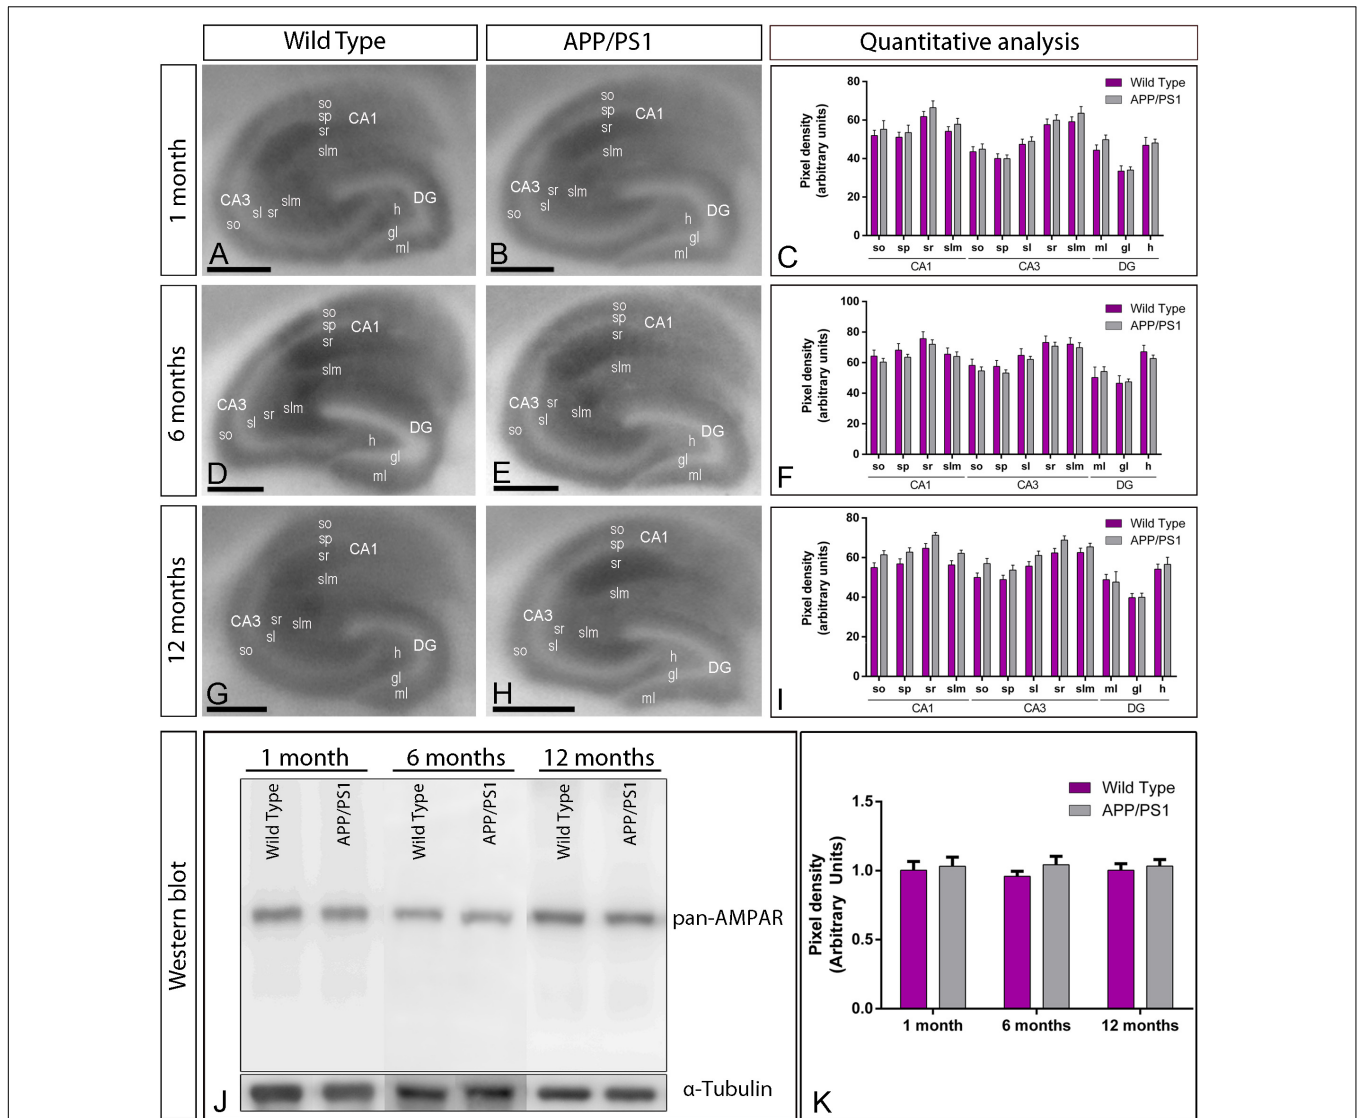 Wild Type
APP/PS1
Quantitative analysis
1 month
so
sp
CA1
sr
slm
CA3
slm
sl sr
so
DG
h
gl
ml
A
so
sp
CA1
sr
slm
CA3
sr slm
sl
so
DG
h
gl
ml
B
80
60
40
20
0
Pixel density
(arbitrary units)
Wild Type
APP/PS1
so sp sr slm so sp sl sr slm ml gl h
CA1 CA3 DG
C
6 months
so
sp
CA1
sr
slm
CA3
sr slm
sl
so
DG
h
gl
ml
D
so
sp
CA1
sr
slm
CA3
sr
slm
sl
so
DG
h
gl
ml
E
100
80
60
40
20
0
Pixel density
(arbitrary units)
Wild Type
APP/PS1
so sp sr slm so sp sl sr slm ml gl h
CA1 CA3 DG
F
12 months
so
sp
CA1
sr
slm
CA3
sr slm
sl
so
DG
h
gl
ml
G
so
sp
CA1
sr
slm
CA3
sr slm
sl
so
h
DG
gl
ml
H
80
60
40
20
0
Pixel density
(arbitrary units)
Wild Type
APP/PS1
so sp sr slm so sp sl sr slm ml gl h
CA1 CA3 DG
I
Western blot
1 month 6 months 12 months
Wild Type
APP/PS1
Wild Type
APP/PS1
Wild Type
APP/PS1
pan-AMPAR
α-Tubulin
J
Wild Type
APP/PS1
1.5
1.0
0.5
0.0
Pixel density
(Arbitrary Units)
1 month 6 months 12 months
K